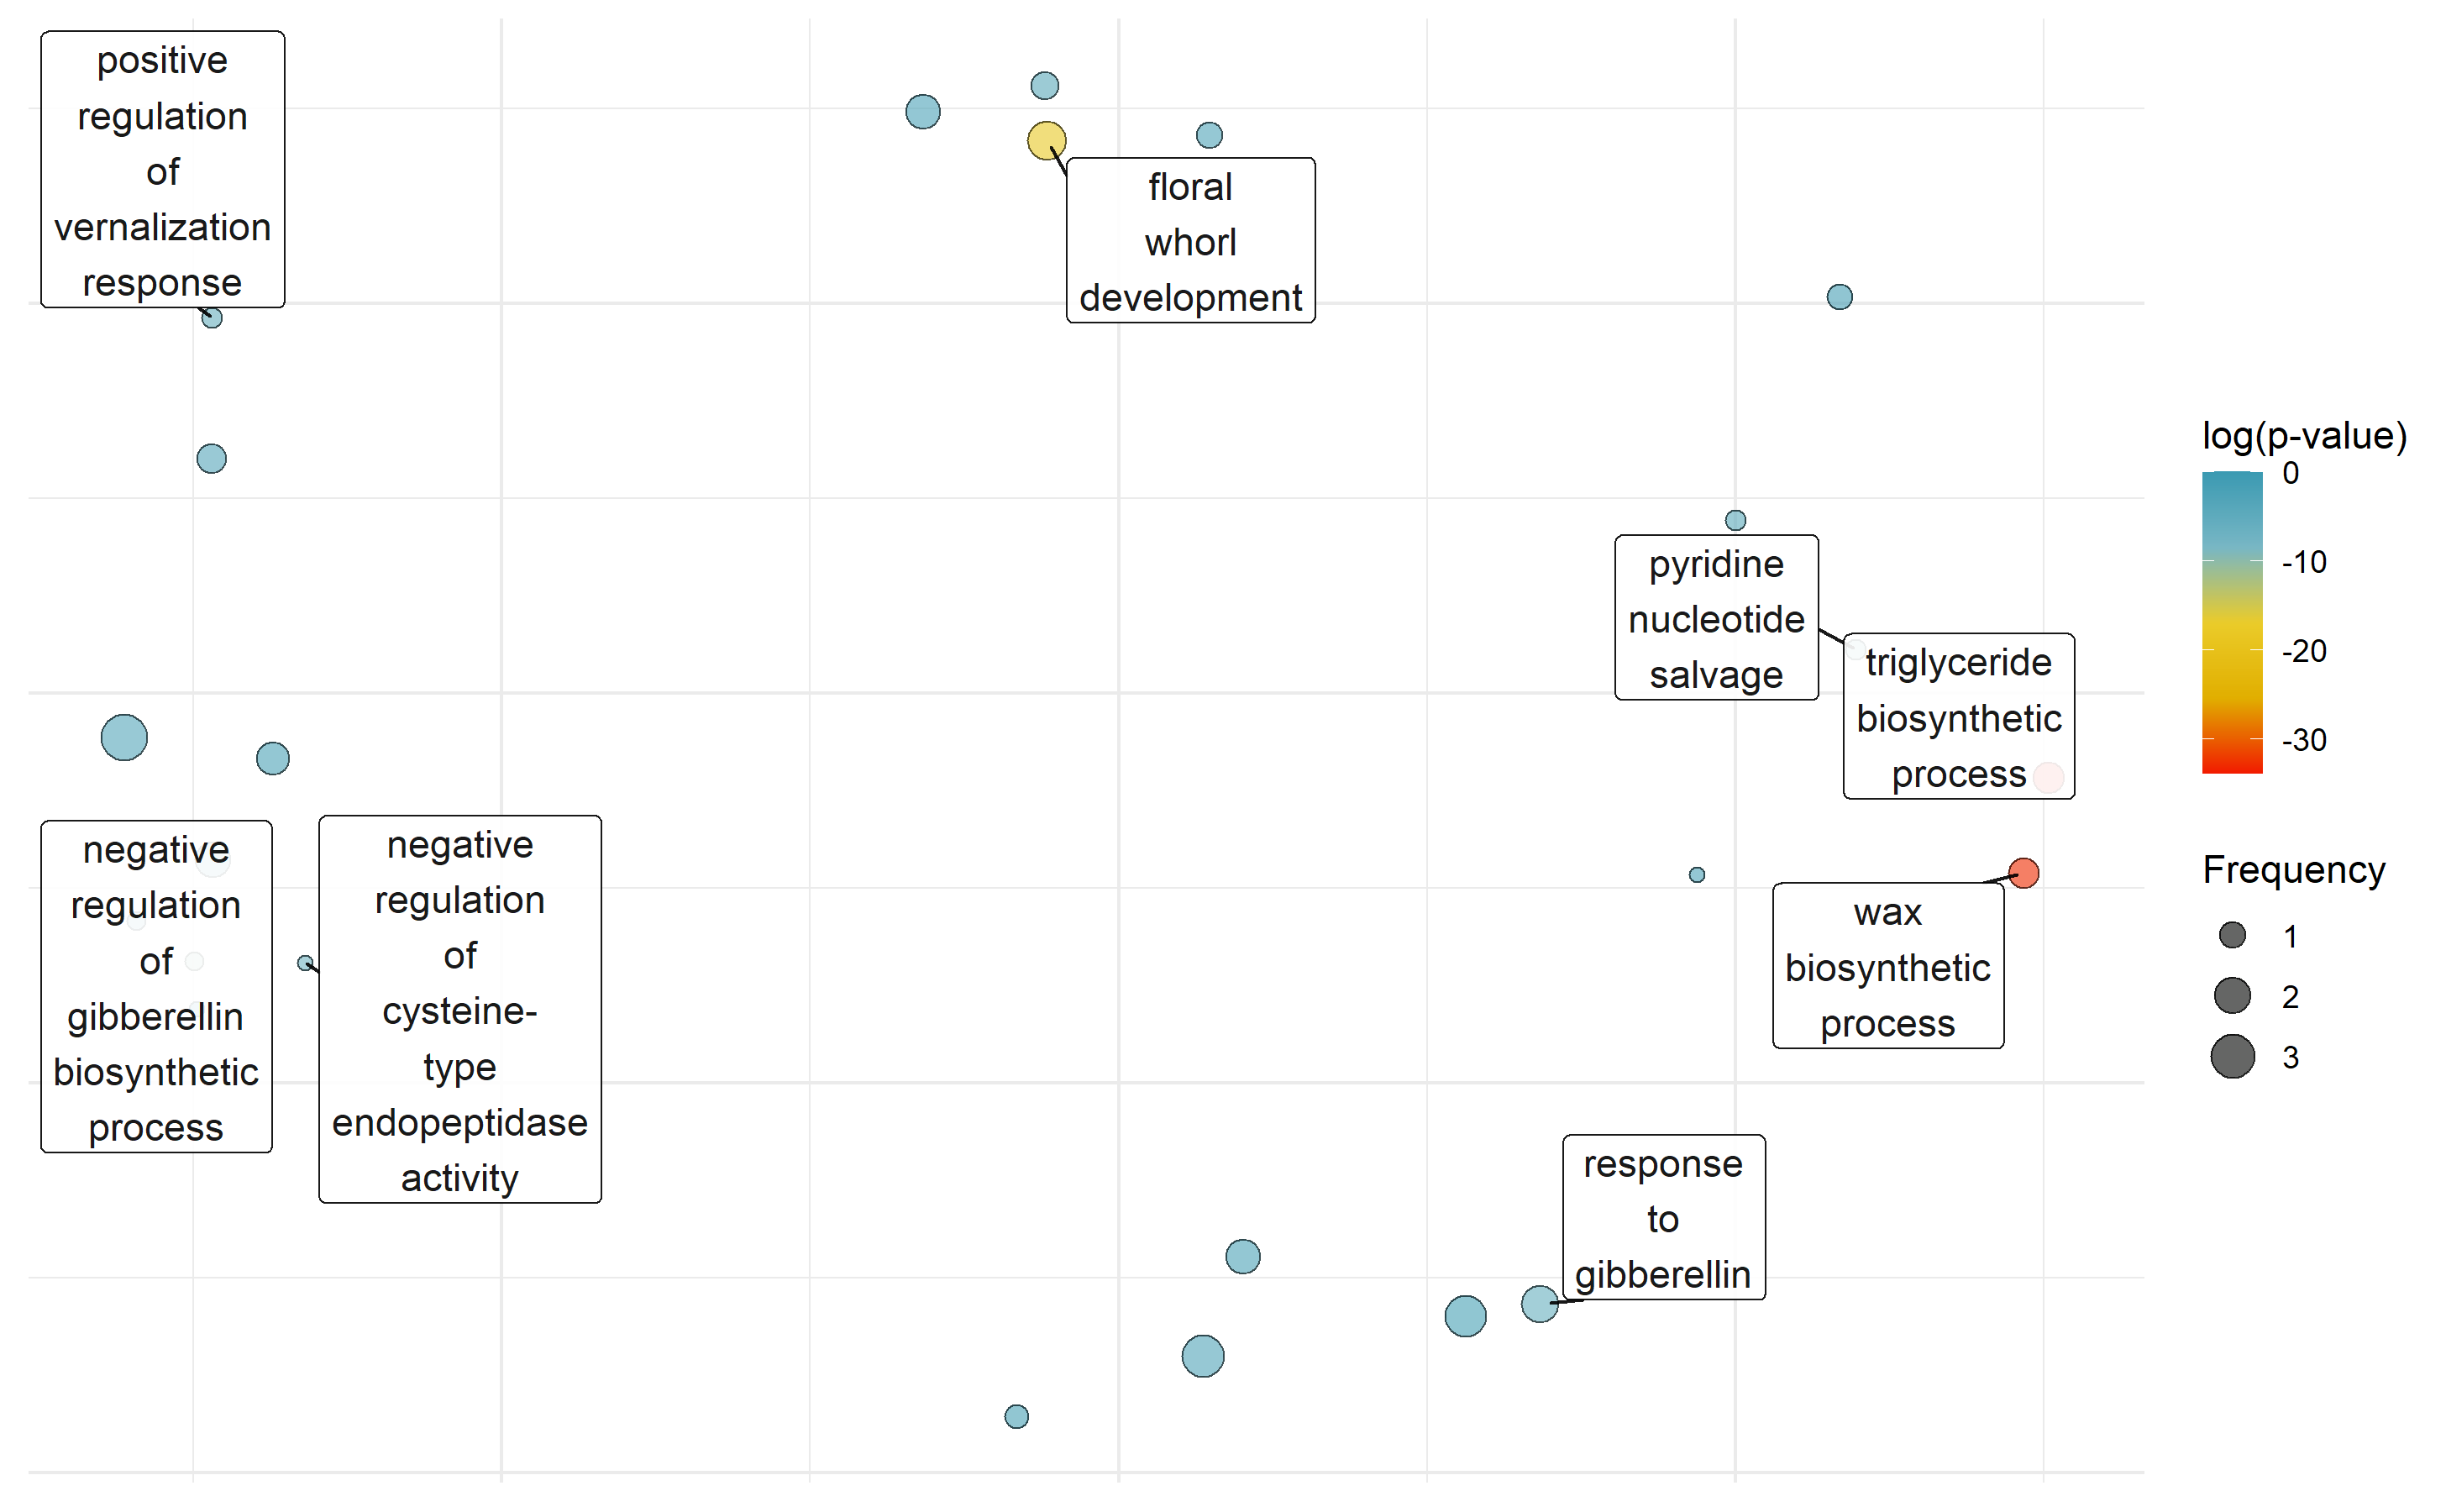 positive
regulation
of
vernalization
response
floral
whorl
development
pyridine
nucleotide
salvage
triglyceride
biosynthetic
process
negative
regulation
of
gibberellin
biosynthetic
process
negative
regulation
of
cysteine-
type
endopeptidase
activity
wax
biosynthetic
process
response
to
gibberellin
log(p-value)
0
-10
-20
-30
Frequency
1
2
3